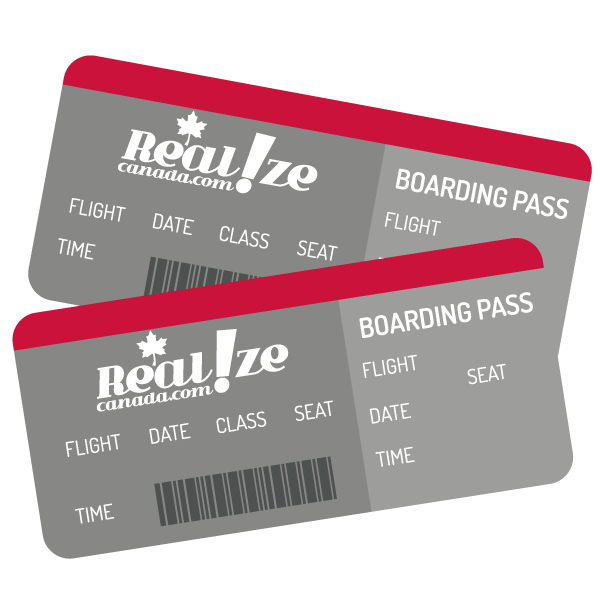 Real!ze
canada.com
BOARDING PASS
FLIGHT DATE CLASS SEAT
FLIGHT
TIME
Real!ze
canada.com
BOARDING PASS
FLIGHT DATE CLASS SEAT
FLIGHT SEAT
DATE
TIME
TIME